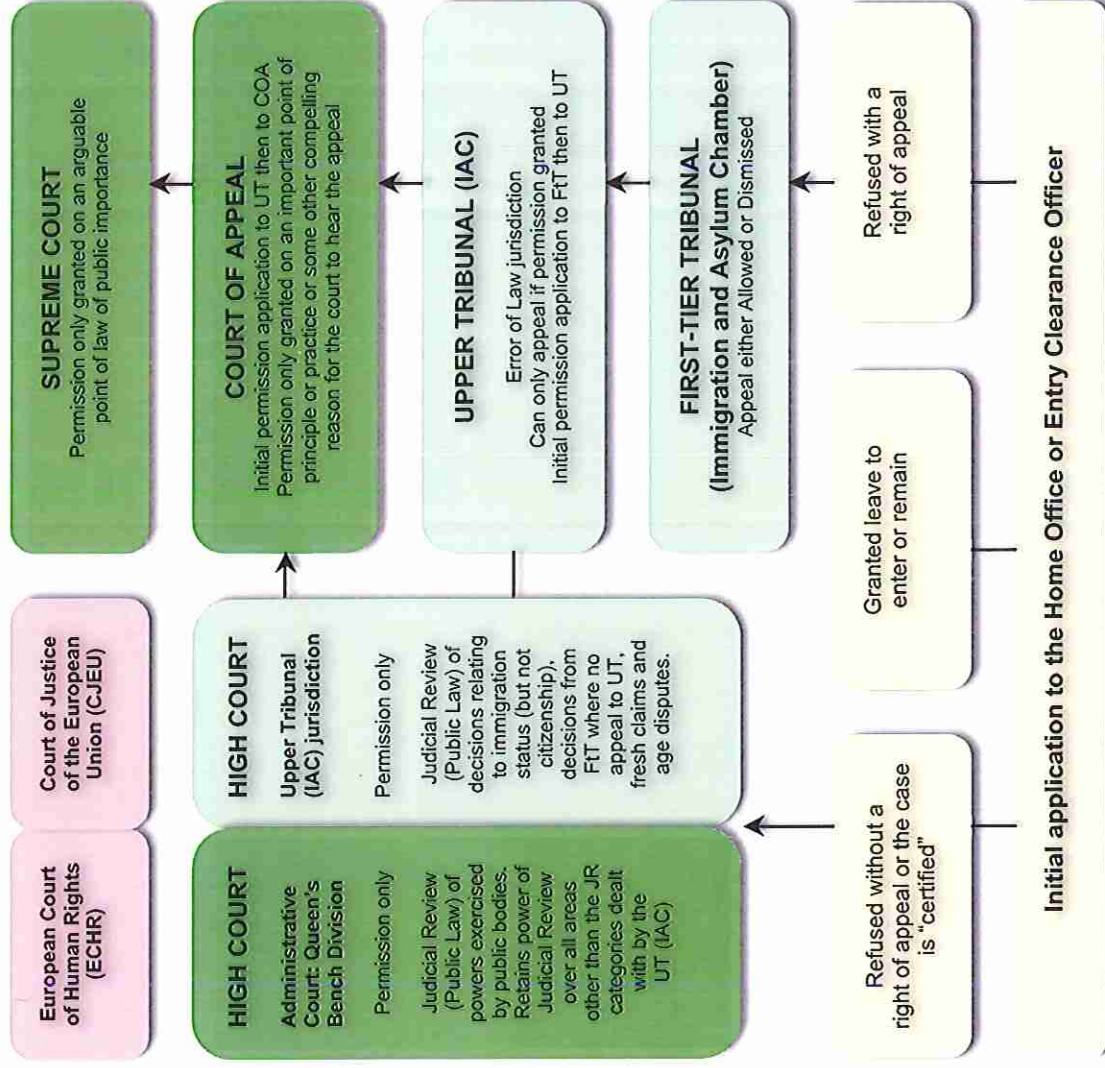 European Court
of Human Rights
(ECHR)
Court of Justice
of the European
Union (CJEU)
SUPREME COURT
Permission only granted on an arguable
point of law of public importance
HIGH COURT
Administrative
Court: Queen's
Bench Division
Permission only
Judicial Review
(Public Law) of
powers exercised
by public bodies.
Retains power of
Judicial Review
over all areas
other than the JR
categories dealt
with by the
UT (IAC)
HIGH COURT
Upper Tribunal
(IAC) jurisdiction
Permission only
Judicial Review
(Public Law) of
decisions relating
to immigration
status (but not
citizenship),
decisions from
FtT where no
appeal to UT,
fresh claims and
age disputes.
COURT OF APPEAL
Initial permission application to UT then to COA
Permission only granted on an important point of
principle or practice or some other compelling
reason for the court to hear the appeal
UPPER TRIBUNAL (IAC)
Error of Law jurisdiction
Can only appeal if permission granted
Initial permission application to FtT then to UT
FIRST-TIER TRIBUNAL
(Immigration and Asylum Chamber)
Appeal either Allowed or Dismissed
Refused without a
right of appeal or the case
is "certified"
Granted leave to
enter or remain
Refused with a
right of appeal
Initial application to the Home Office or Entry Clearance Officer